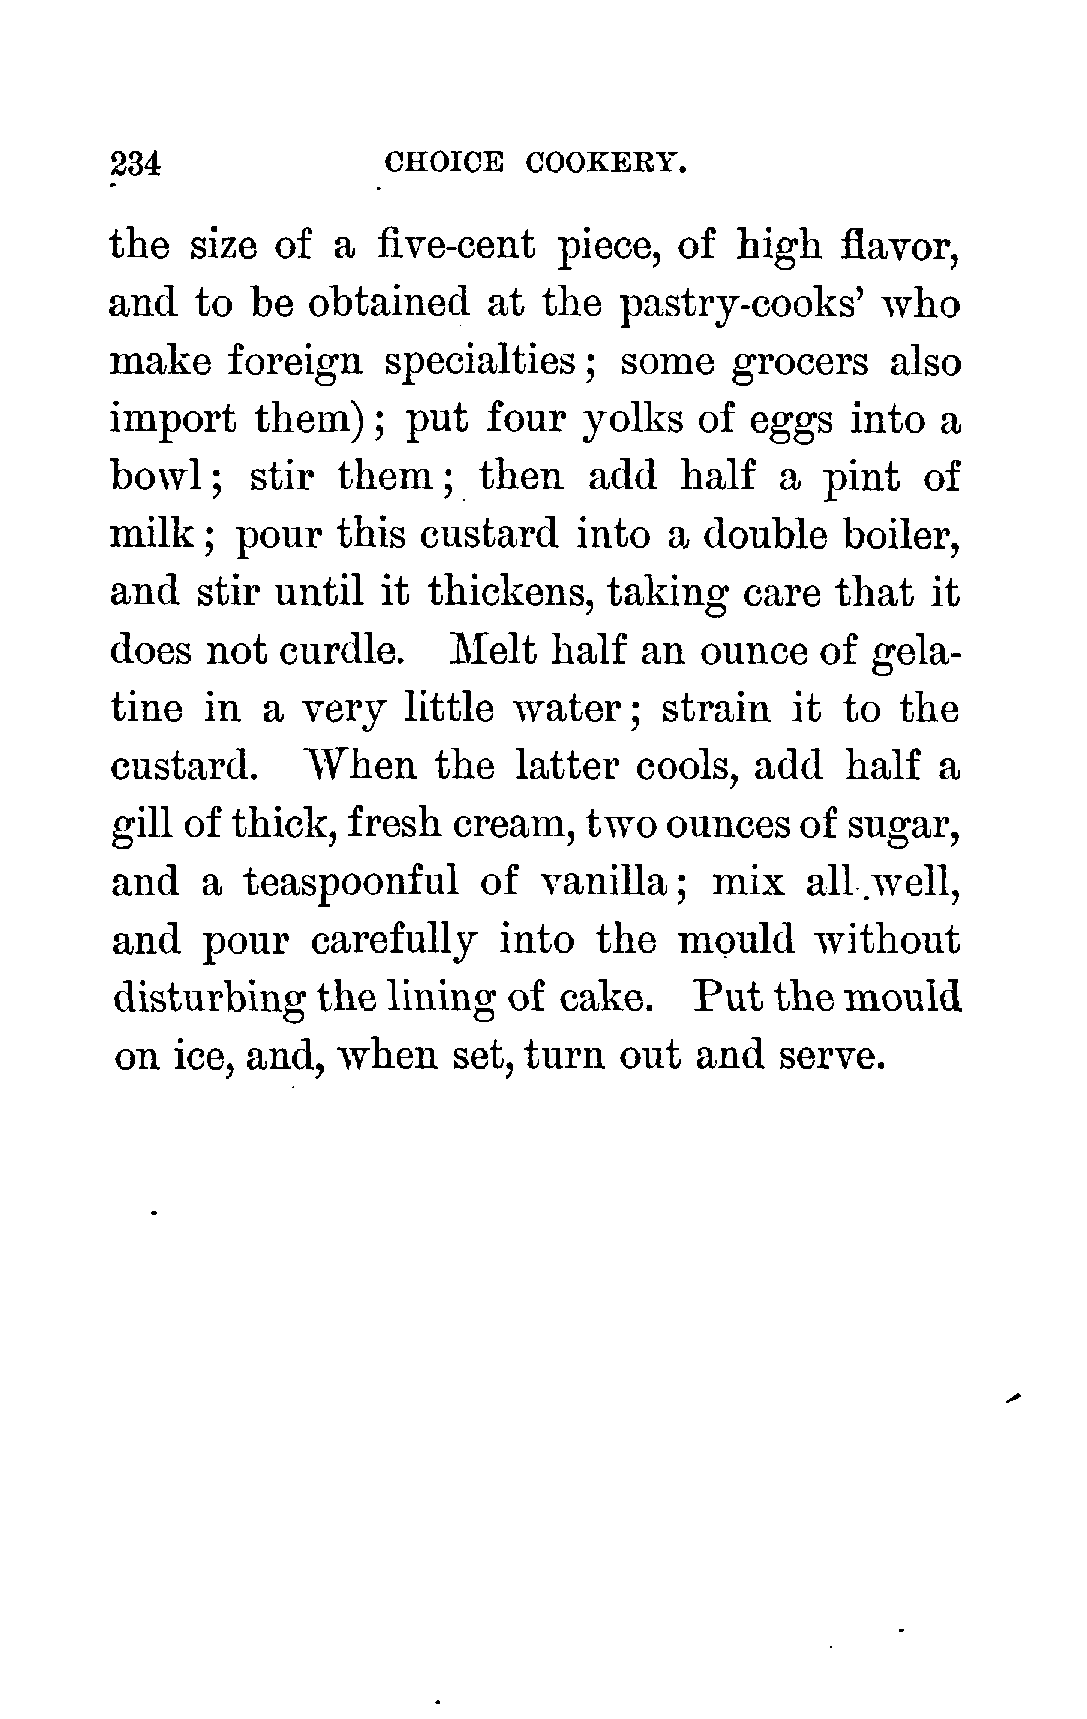 234 CHOICE COOKERY.
the size of a five-cent piece, of high flavor,
and to be obtained at the pastry-cooks' who
make foreign specialties; some grocers also
import them); put four yolks of eggs into a
bowl; stir them; then add half a pint of
milk; pour this custard into a double boiler,
and stir until it thickens, taking care that it
does not curdle. Melt half an ounce of gela-
tine in a very little water; strain it to the
custard. When the latter cools, add half a
gill of thick, fresh cream, two ounces of sugar,
and a teaspoonful of vanilla; mix all well,
and pour carefully into the mould without
disturbing the lining of cake. Put the mould
on ice, and, when set, turn out and serve.